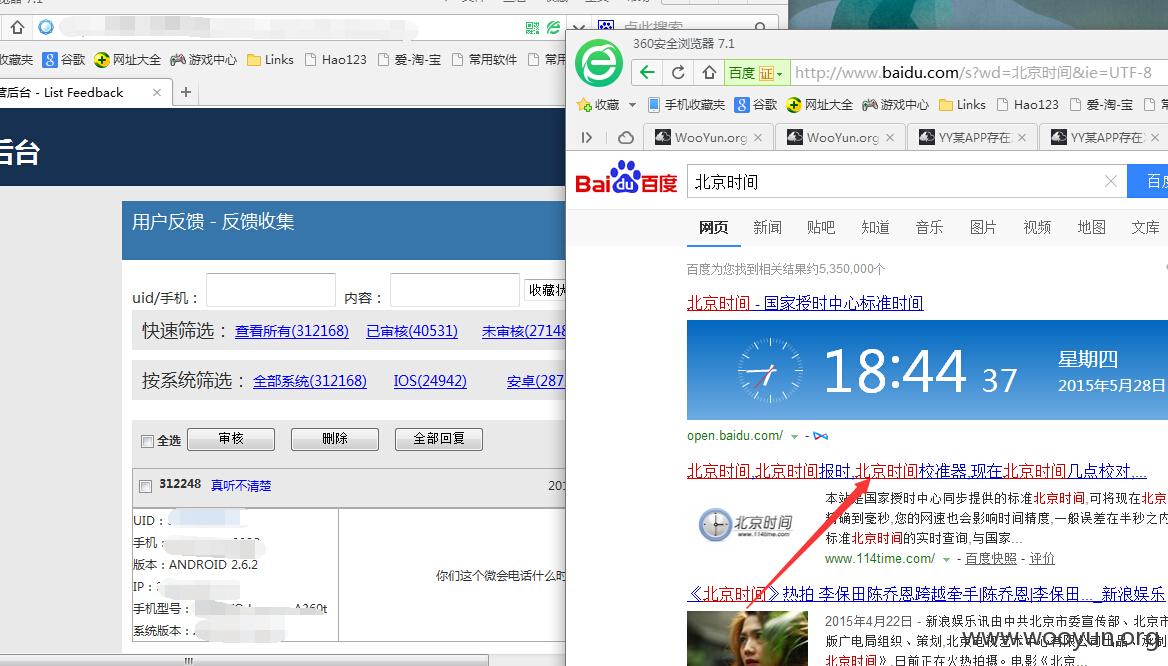 点此搜索
收藏夹 谷歌 网址大全 游戏中心 Links Hao123 爱-淘-宝 常用软件 常用
后台 - List Feedback
后台
用户反馈 - 反馈收集
uid/手机： 内容： 收藏状
快速筛选： 查看所有(312168) 已审核(40531) 未审核(27148
按系统筛选： 全部系统(312168) IOS(24942) 安卓(287
全选 审核 删除 全部回复
312248 真听不清楚 201
UID：
手机：
版本：ANDROID 2.6.2
IP：
手机型号： A260t
系统版本：
你们这个微会电话什么时
360安全浏览器 7.1
百度 证 http://www.baidu.com/s?wd=北京时间&ie=UTF-8
收藏 手机收藏夹 谷歌 网址大全 游戏中心 Links Hao123 爱-淘-宝 常
WooYun.org WooYun.org YY某APP存在 YY某APP存在
Bai du 百度 北京时间 百度
网页 新闻 贴吧 知道 音乐 图片 视频 地图 文库
百度为您找到相关结果约5,350,000个
北京时间 - 国家授时中心标准时间
18:44 37 星期四
2015年5月28日
open.baidu.com/
北京时间,北京时间报时,北京时间校准器,现在北京时间几点校对,...
北京时间
www.114time.com
本站是国家授时中心同步提供的标准北京时间,可将现在北京
精确到毫秒,您的网速也会影响时间精度,一般误差在半秒之内
标准北京时间的实时查询,与国家...
www.114time.com/ - 百度快照 - 评价
《北京时间》热拍 李保田陈乔恩跨越牵手|陈乔恩|李保田..._新浪娱乐
2015年4月22日 - 新浪娱乐讯由中共北京市委宣传部、北京市
版广电局组织、策划,北京电视艺术中心有限公司出品、承制
北京时间》,日前正在火热拍摄。电影《北京...
www.wooyun.org